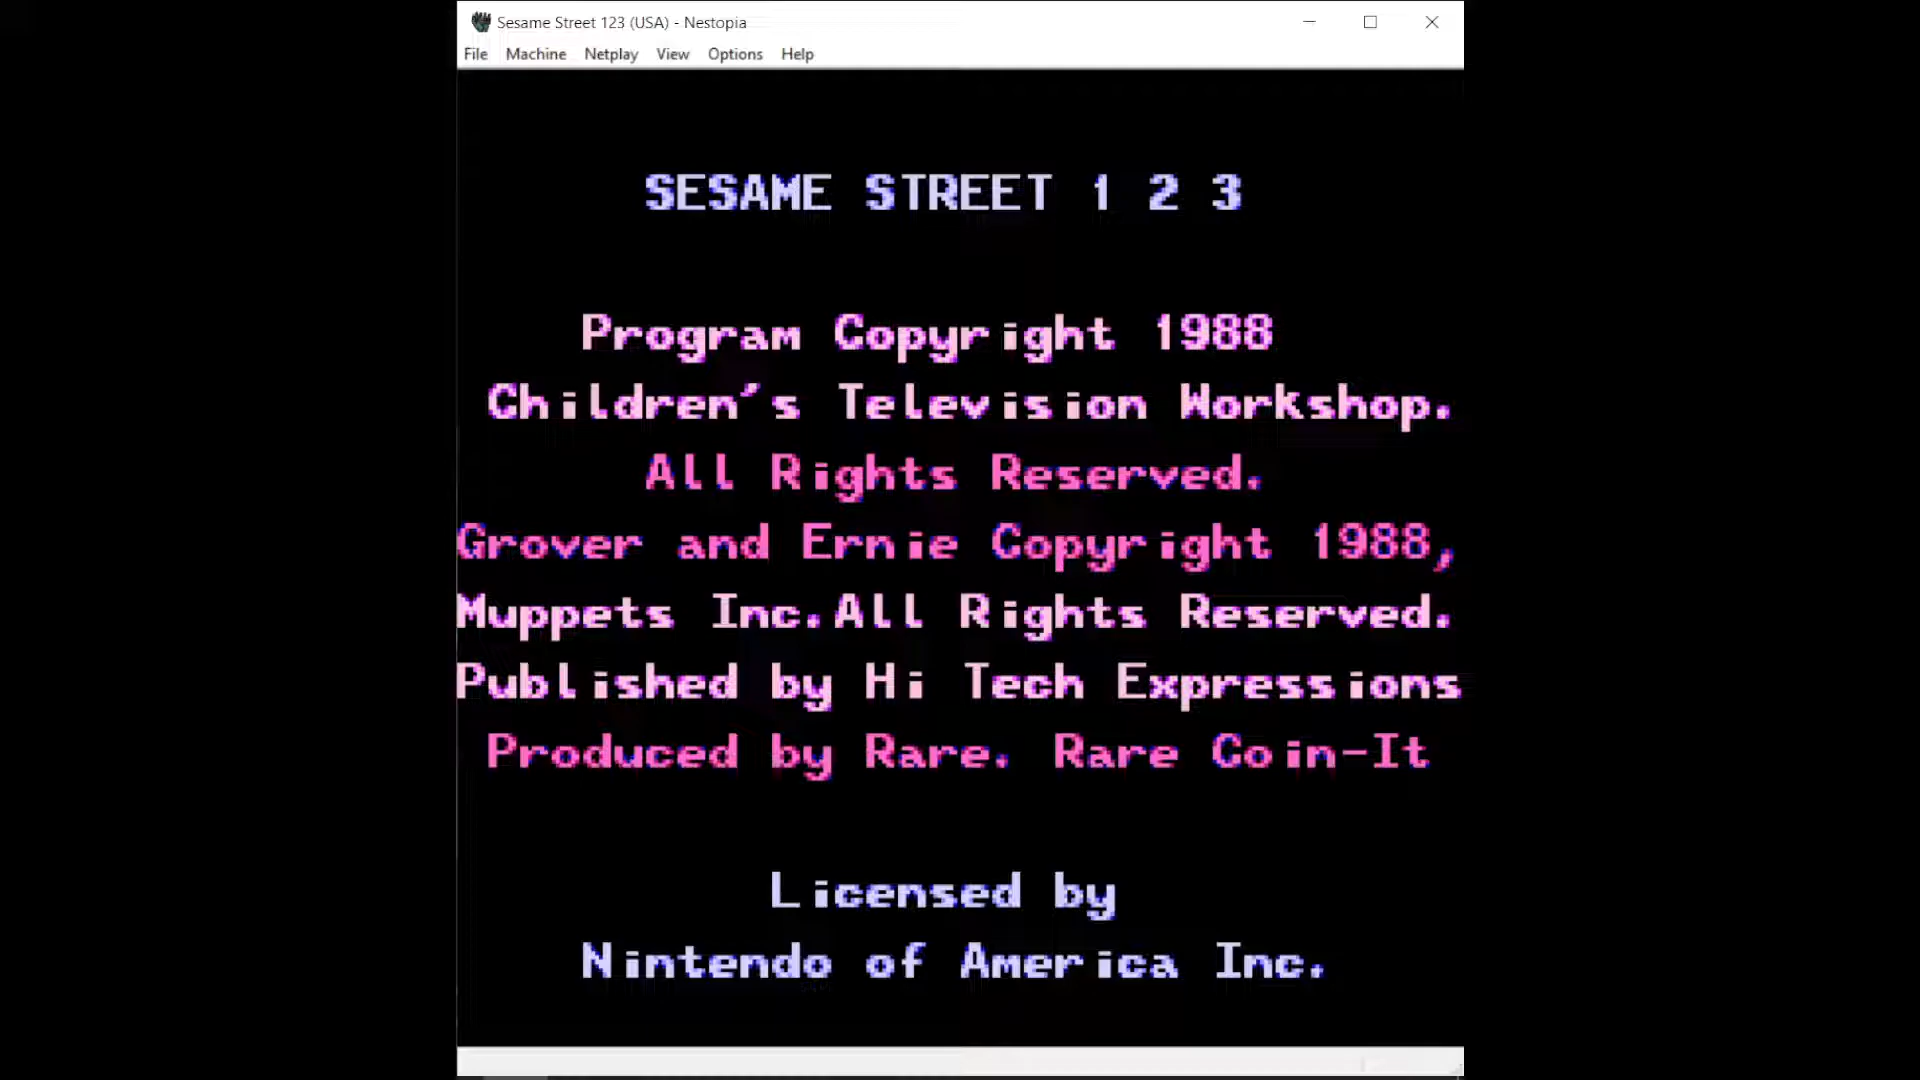 Sesame Street 123 (USA) - Nestopia
File Machine Netplay View Options Help
SESAME STREET 1 2 3
Program Copyright 1988
Children's Television Workshop.
All Rights Reserved.
Grover and Ernie Copyright 1988,
Muppets Inc.All Rights Reserved.
Published by Hi Tech Expressions
Produced by Rare. Rare Coin-It
Licensed by
Nintendo of America Inc.